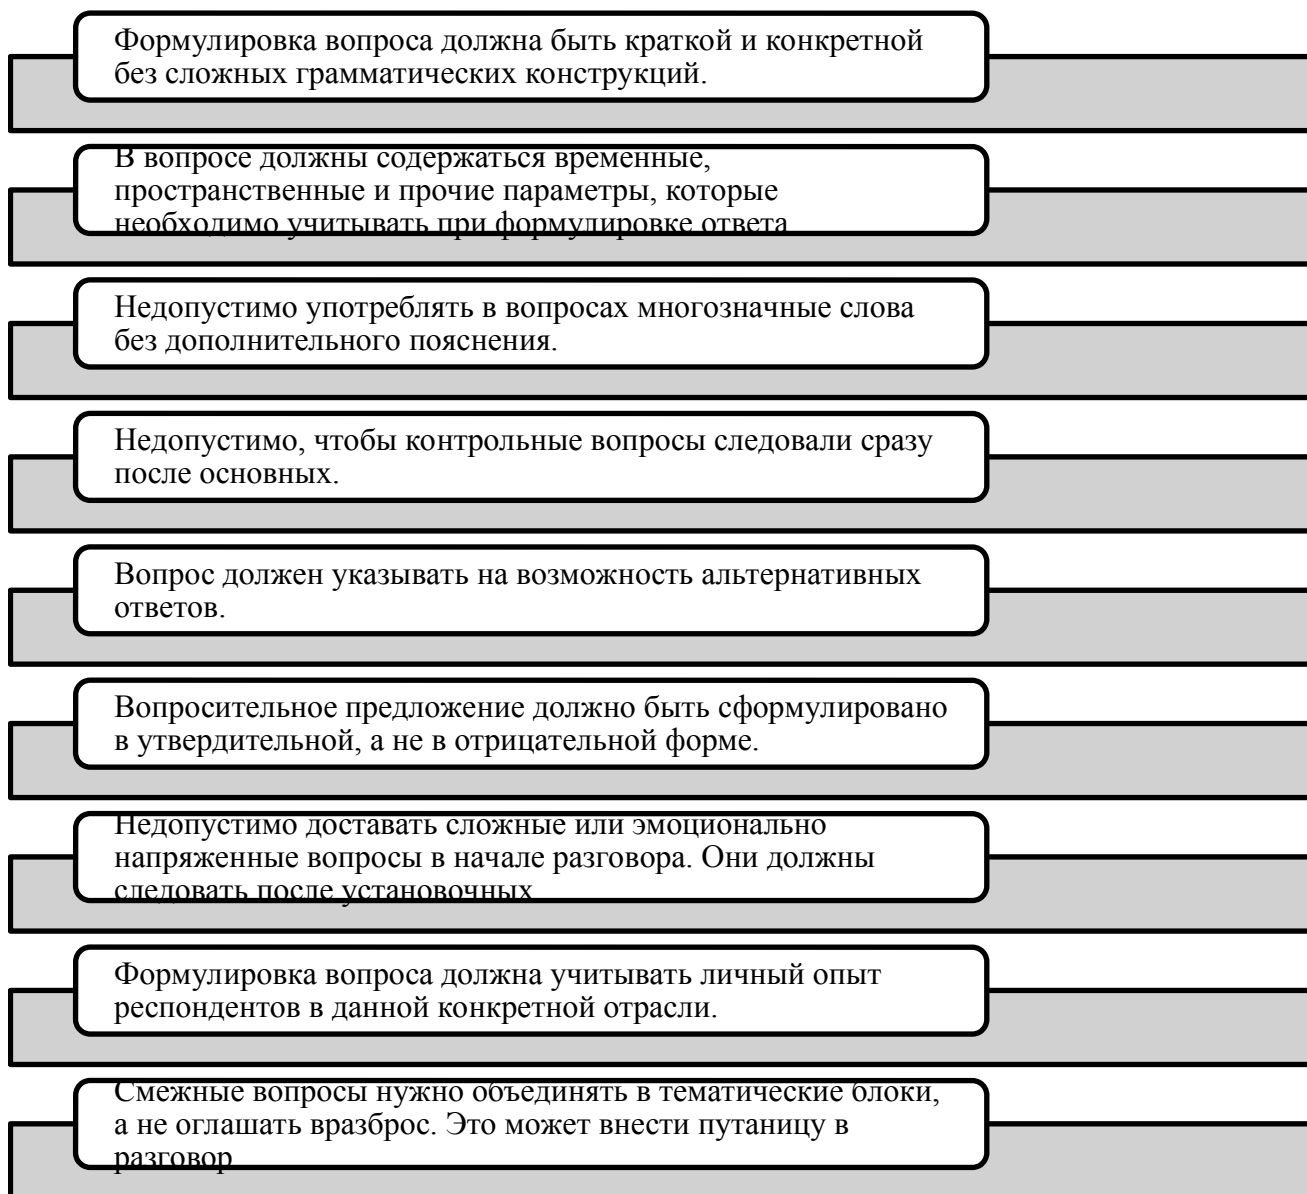 Формулировка вопроса должна быть краткой и конкретной
без сложных грамматических конструкций.
В вопросе должны содержаться временные,
пространственные и прочие параметры, которые
необходимо учитывать при формулировке ответа
Недопустимо употреблять в вопросах многозначные слова
без дополнительного пояснения.
Недопустимо, чтобы контрольные вопросы следовали сразу
после основных.
Вопрос должен указывать на возможность альтернативных
ответов.
Вопросительное предложение должно быть сформулировано
в утвердительной, а не в отрицательной форме.
Недопустимо доставать сложные или эмоционально
напряженные вопросы в начале разговора. Они должны
следовать после установочных
Формулировка вопроса должна учитывать личный опыт
респондентов в данной конкретной отрасли.
Смежные вопросы нужно объединять в тематические блоки,
а не оглашать вразброс. Это может внести путаницу в
разговор